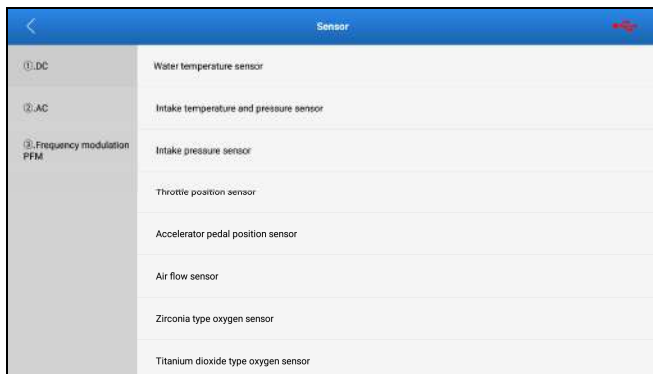 Sensor
①.DC
②.AC
③.Frequency modulation
PFM
Water temperature sensor
Intake temperature and pressure sensor
Intake pressure sensor
Throttle position sensor
Accelerator pedal position sensor
Air flow sensor
Zirconia type oxygen sensor
Titanium dioxide type oxygen sensor